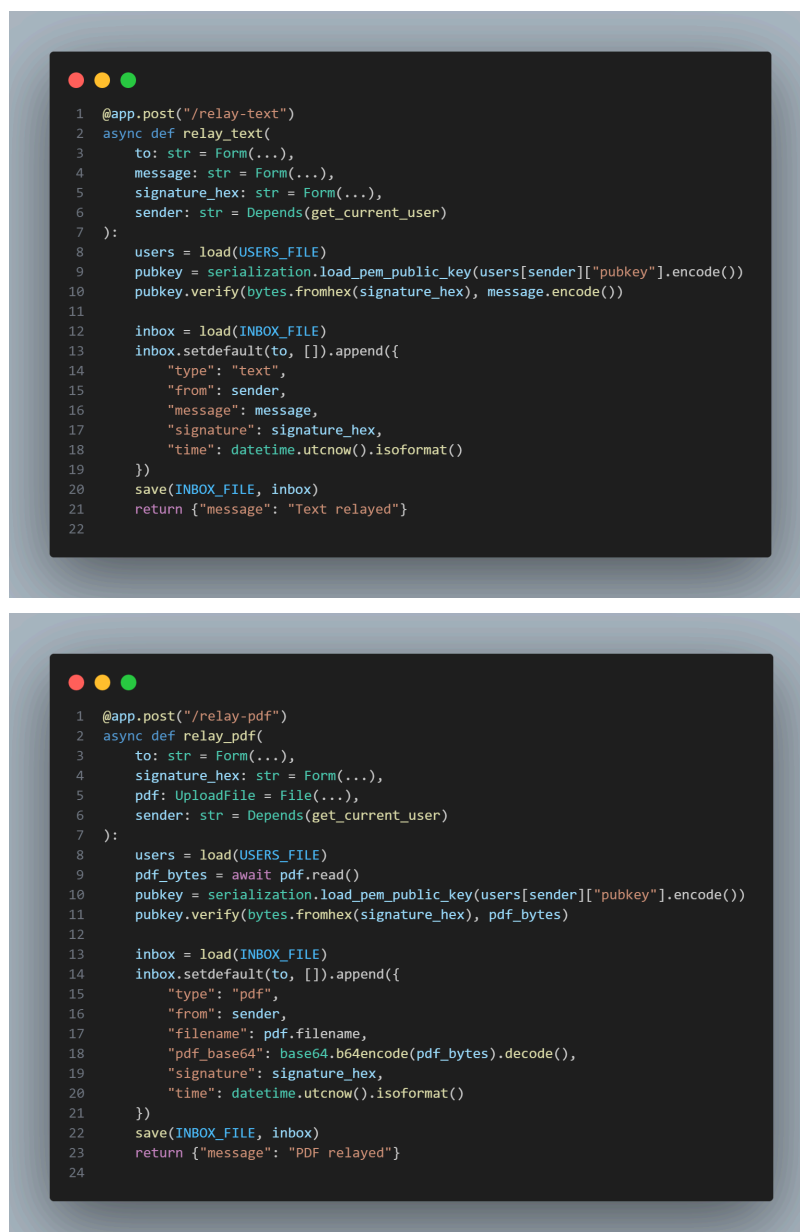 1 @app.post("/relay-text")
2 async def relay_text(
3     to: str = Form(...),
4     message: str = Form(...),
5     signature_hex: str = Form(...),
6     sender: str = Depends(get_current_user)
7 ):
8     users = load(USERS_FILE)
9     pubkey = serialization.load_pem_public_key(users[sender]["pubkey"].encode())
10     pubkey.verify(bytes.fromhex(signature_hex), message.encode())
11
12     inbox = load(INBOX_FILE)
13     inbox.setdefault(to, []).append({
14         "type": "text",
15         "from": sender,
16         "message": message,
17         "signature": signature_hex,
18         "time": datetime.utcnow().isoformat()
19     })
20     save(INBOX_FILE, inbox)
21     return {"message": "Text relayed"}
22
1 @app.post("/relay-pdf")
2 async def relay_pdf(
3     to: str = Form(...),
4     signature_hex: str = Form(...),
5     pdf: UploadFile = File(...),
6     sender: str = Depends(get_current_user)
7 ):
8     users = load(USERS_FILE)
9     pdf_bytes = await pdf.read()
10     pubkey = serialization.load_pem_public_key(users[sender]["pubkey"].encode())
11     pubkey.verify(bytes.fromhex(signature_hex), pdf_bytes)
12
13     inbox = load(INBOX_FILE)
14     inbox.setdefault(to, []).append({
15         "type": "pdf",
16         "from": sender,
17         "filename": pdf.filename,
18         "pdf_base64": base64.b64encode(pdf_bytes).decode(),
19         "signature": signature_hex,
20         "time": datetime.utcnow().isoformat()
21     })
22     save(INBOX_FILE, inbox)
23     return {"message": "PDF relayed"}
24